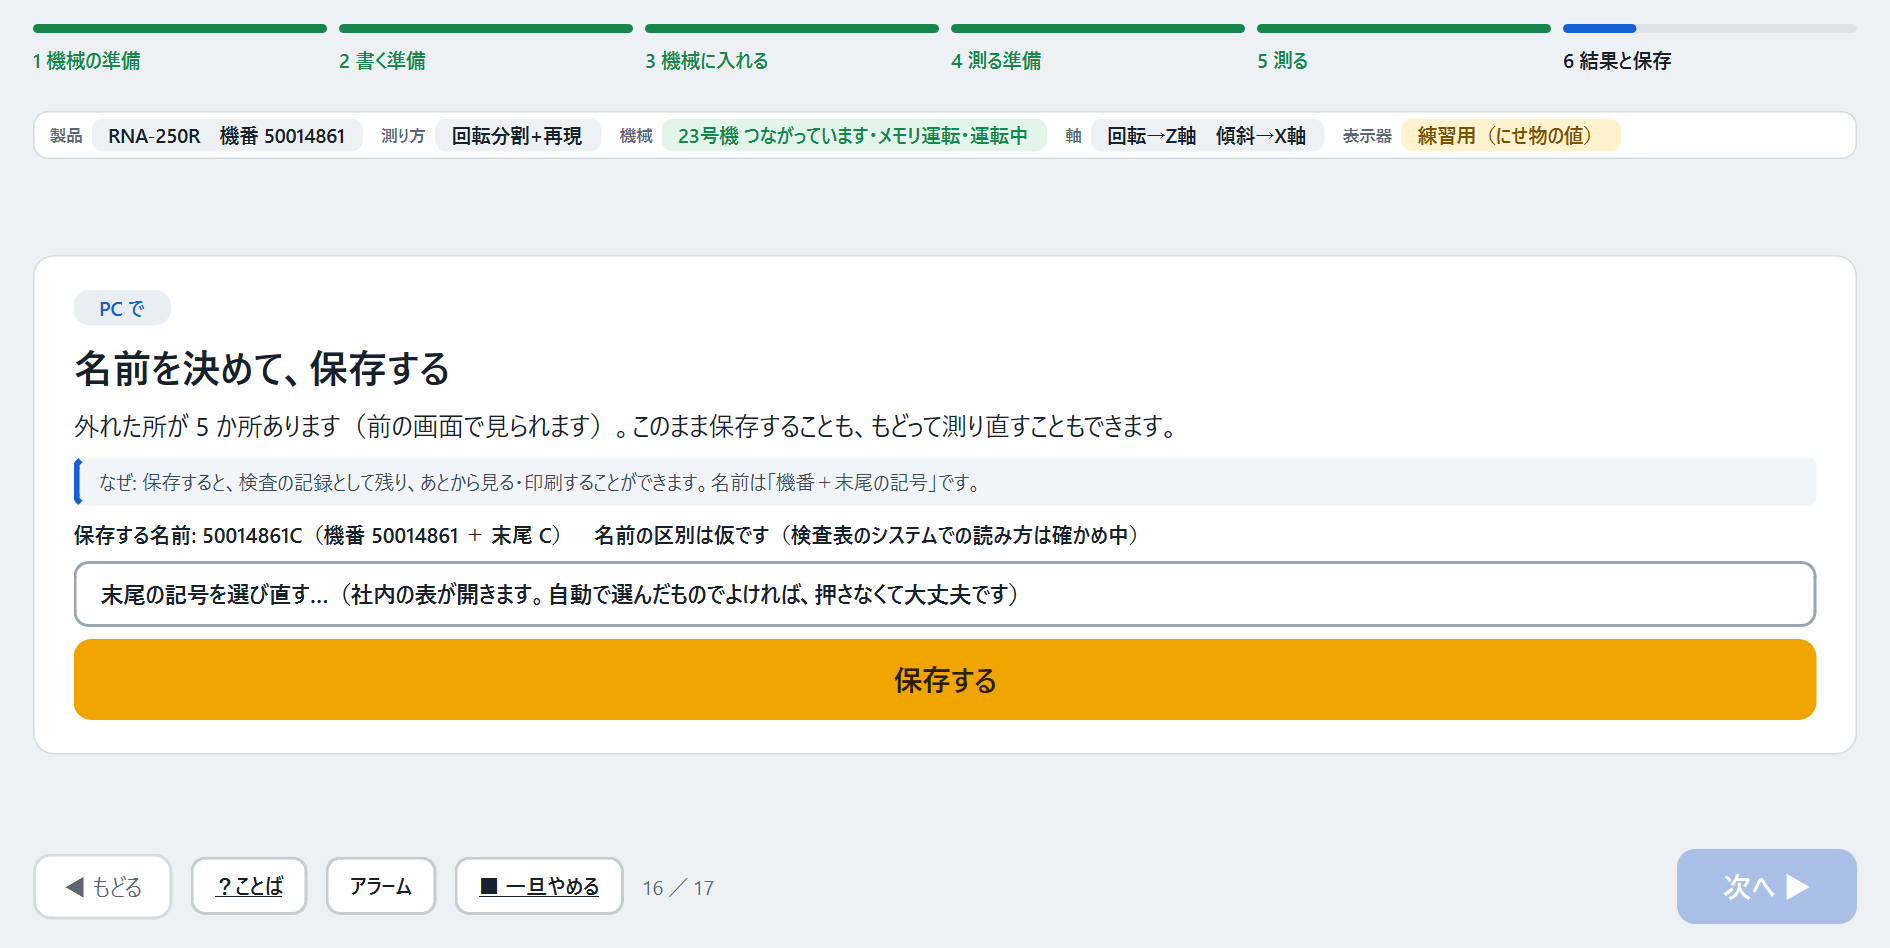 1 機械の準備
2 書く準備
3 機械に入れる
4 測る準備
5 測る
6 結果と保存
製品 RNA-250R 機番 50014861 測り方 回転分割+再現 機械 23号機 つながっています・メモリ運転・運転中 軸 回転→Z軸 傾斜→X軸 表示器 練習用（にせ物の値）
PC で
名前を決めて、保存する
外れた所が 5 か所あります（前の画面で見られます）。このまま保存することも、もどって測り直すこともできます。
なぜ: 保存すると、検査の記録として残り、あとから見る・印刷することができます。名前は「機番＋末尾の記号」です。
保存する名前: 50014861C（機番 50014861 ＋ 末尾 C） 名前の区別は仮です（検査表のシステムでの読み方は確かめ中）
末尾の記号を選び直す...（社内の表が開きます。自動で選んだものでよければ、押さなくて大丈夫です）
保存する
◀ もどる
？ことば
アラーム
■ 一旦やめる
16 ／ 17
次へ ▶